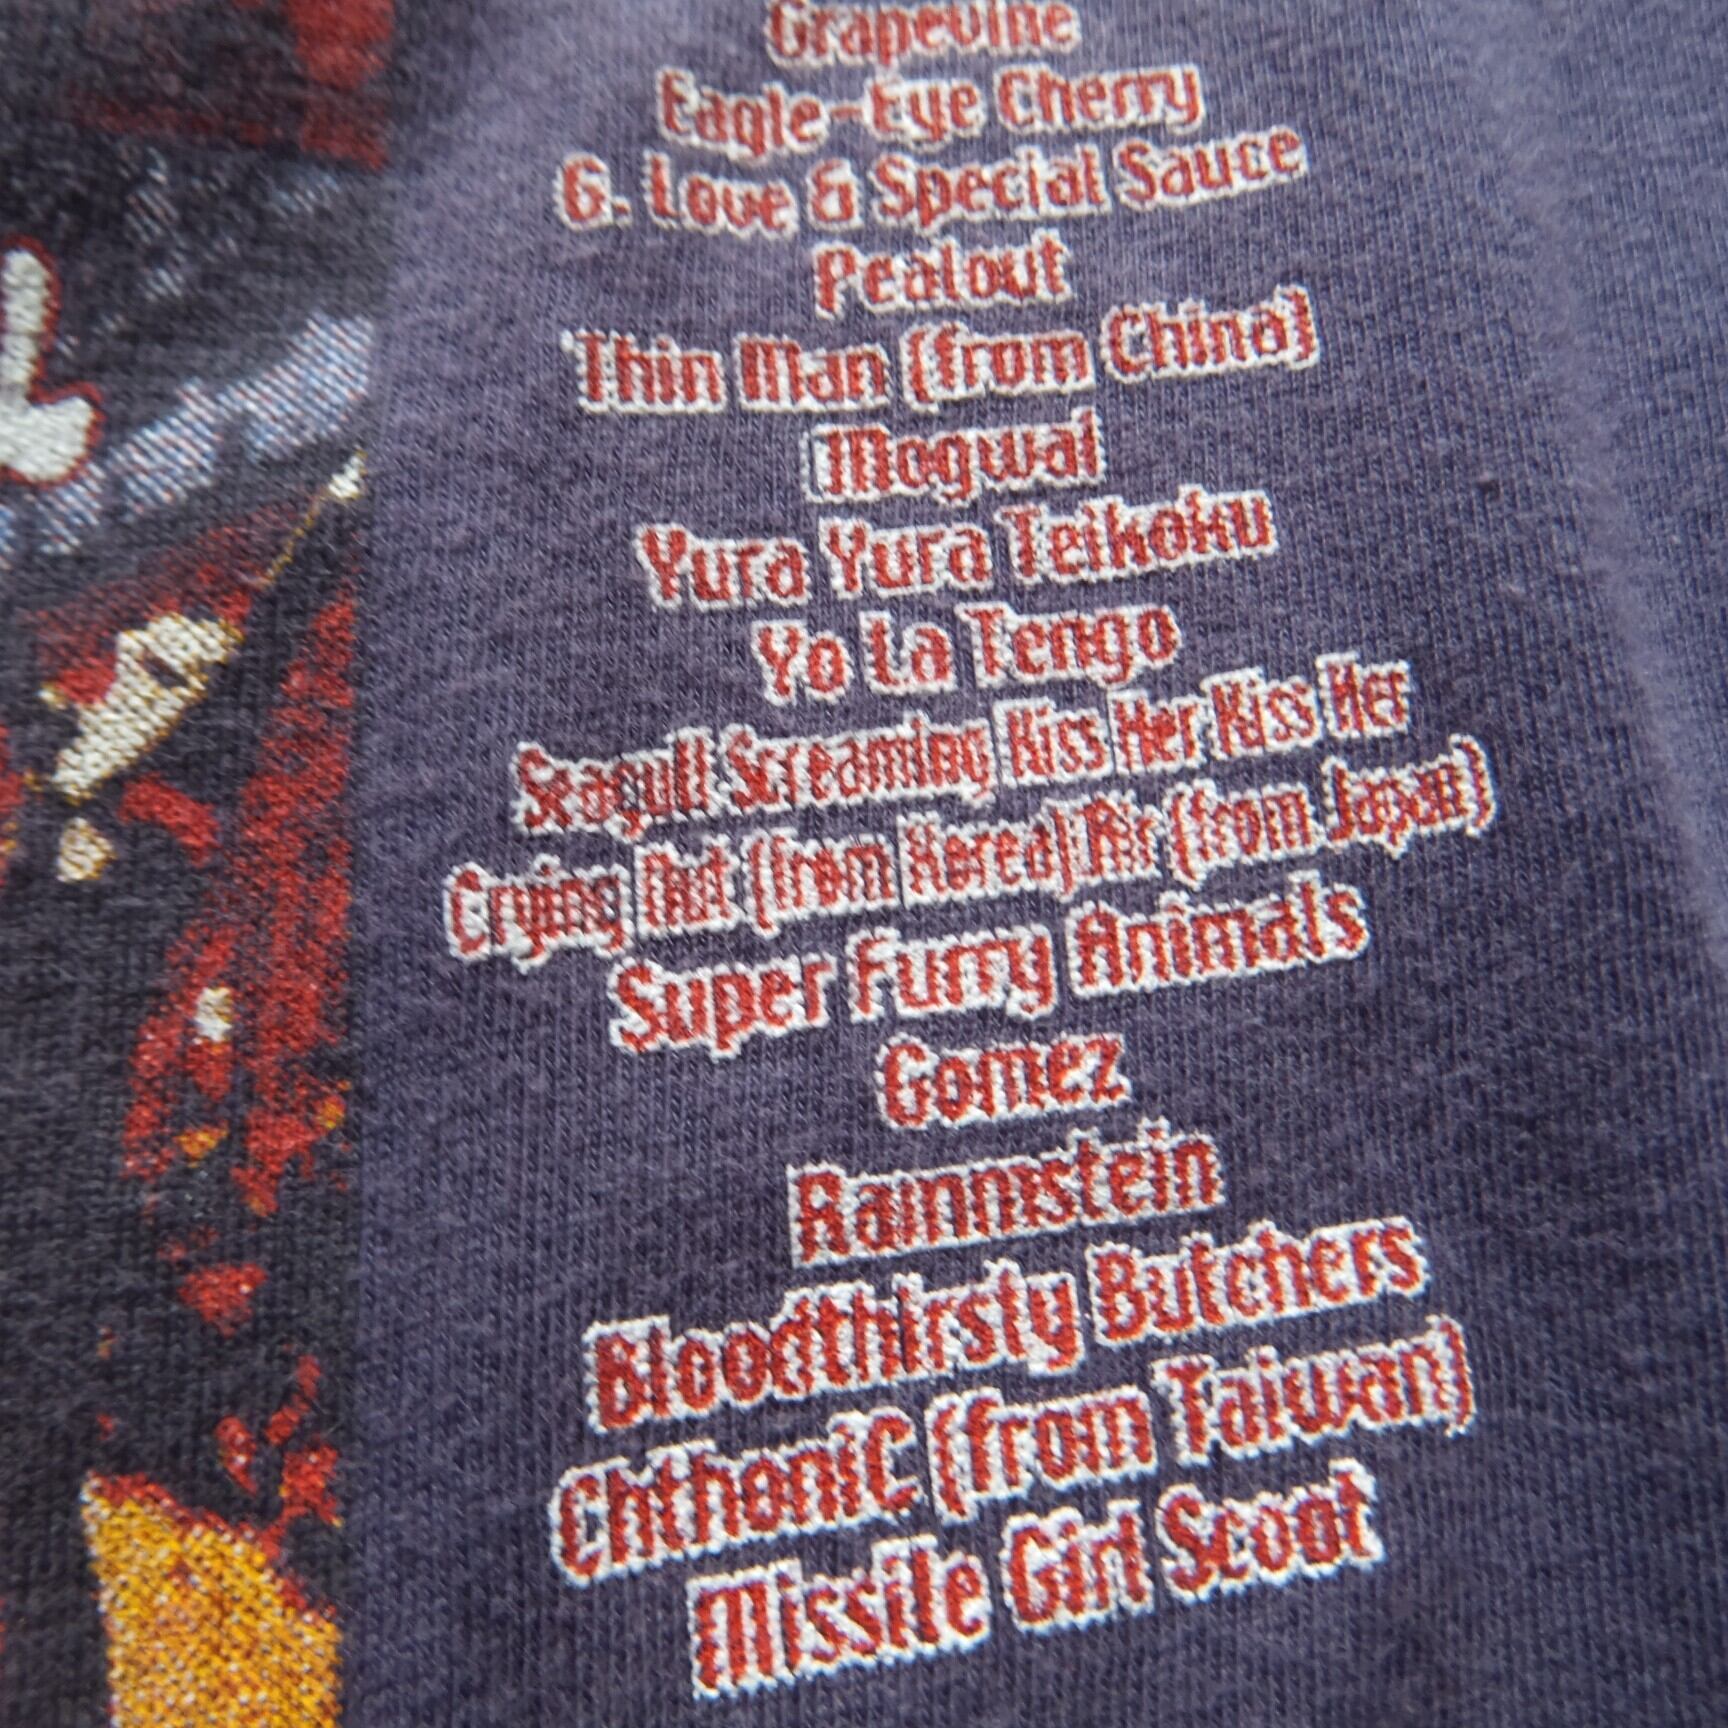 Grapevine
Eagle-Eye Cherry
G. Love & Special Sauce
Pealout
Thin Man (from China)
Mogwai
Yura Yura Teikoku
Yo La Tengo
Seagull Screaming Kiss Her Kiss Her
Crying Nut (from Korea) Air (from Japan)
Super Furry Animals
Gomez
Rammstein
Bloodthirsty Butchers
ChthoniC (from Taiwan)
Missile Girl Scoot